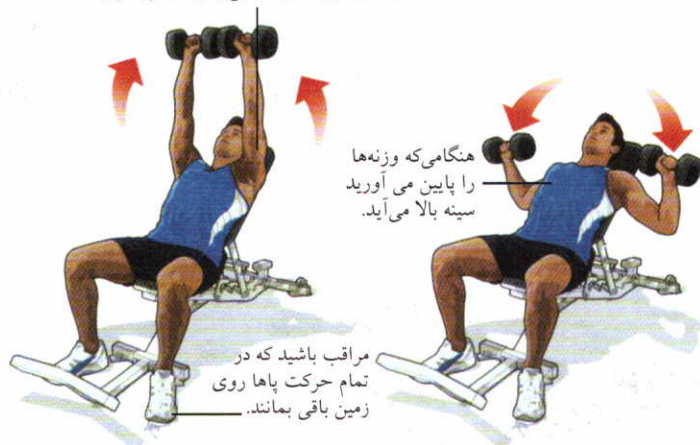 هنگامی‌که وزنه‌ها
را پایین می آورید
سینه بالا می‌آید.
مراقب باشید که در
تمام حرکت پاها روی
زمین باقی بمانند.